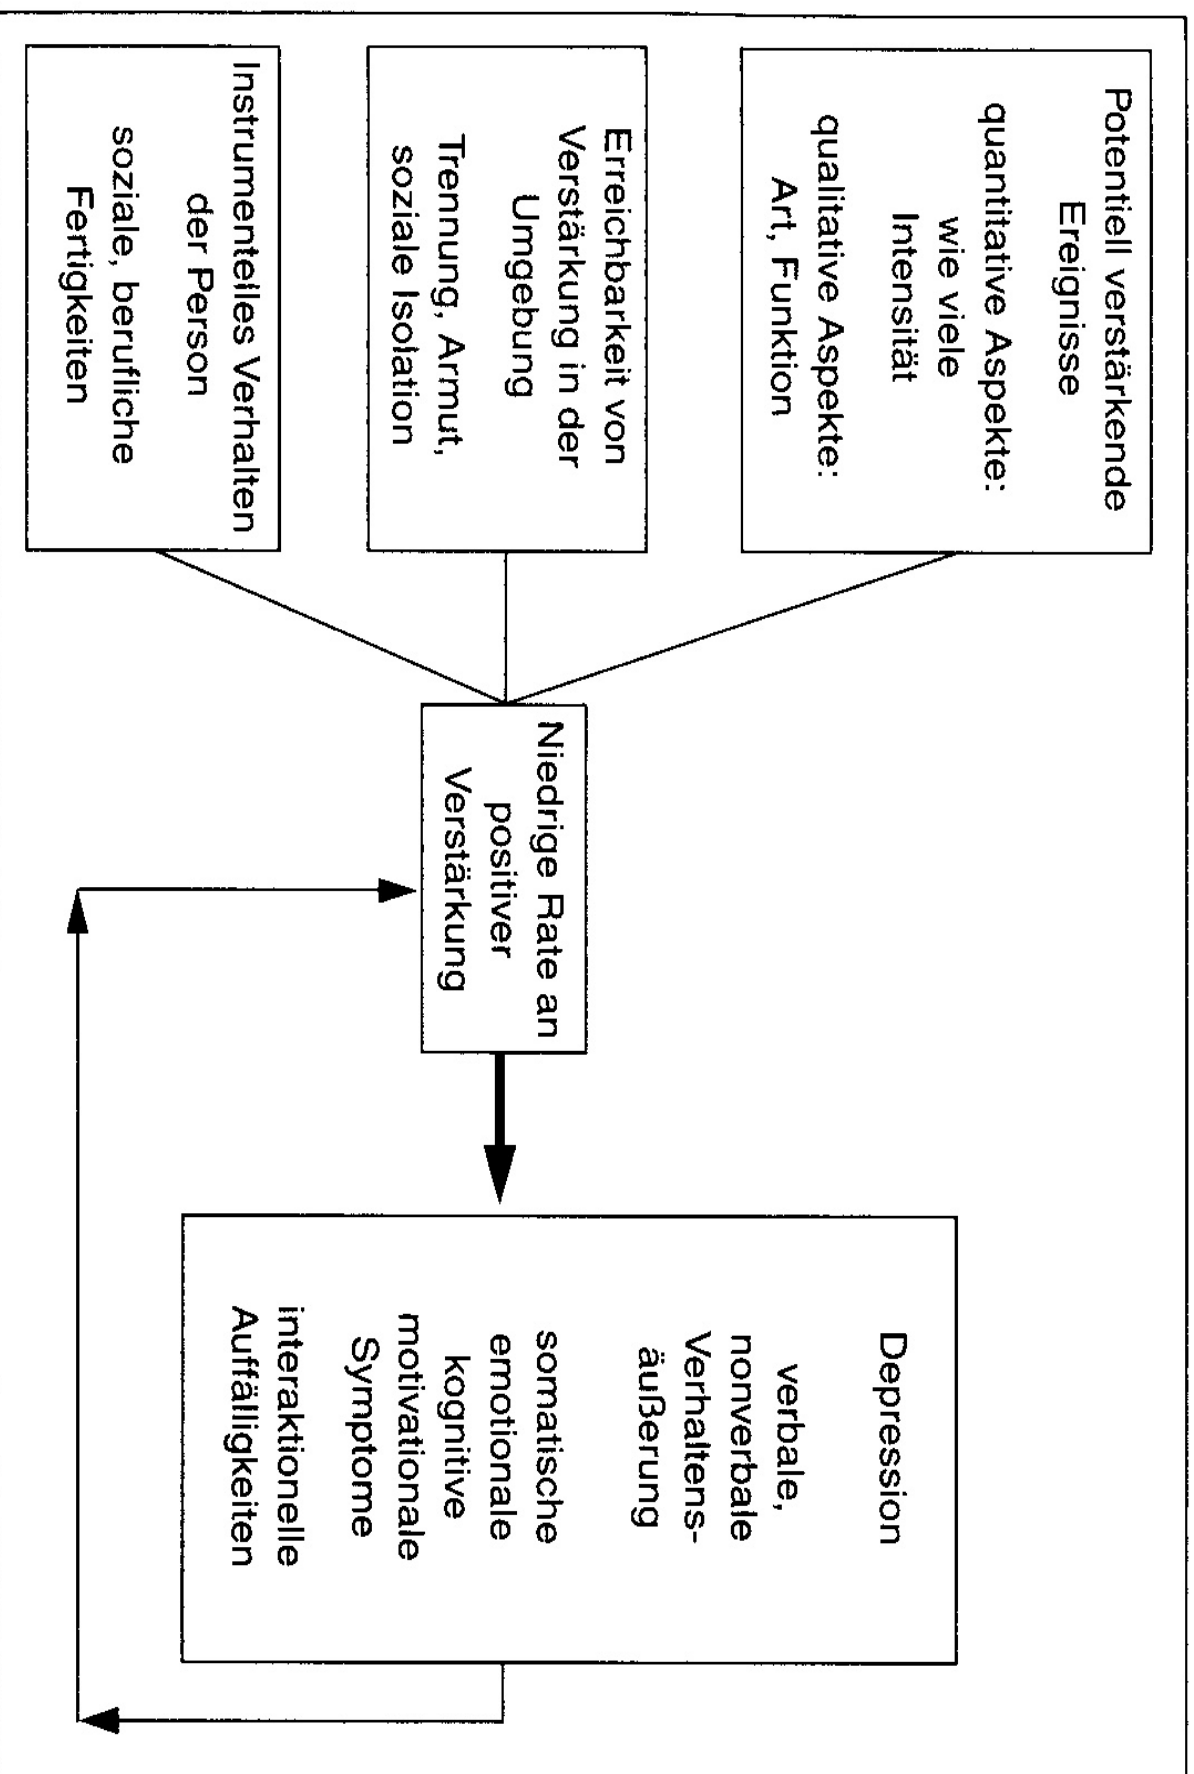 Potentiell verstärkende
Ereignisse
quantitative Aspekte:
wie viele
Intensität
qualitative Aspekte:
Art, Funktion
Erreichbarkeit von
Verstärkung in der
Umgebung
Trennung, Armut,
soziale Isolation
Instrumenteiles Verhalten
der Person
soziale, berufliche
Fertigkeiten
Niedrige Rate an
positiver
Verstärkung
Depression
verbale,
nonverbale
Verhaltens-
äußerung
somatische
emotionale
kognitive
motivationale
Symptome
interaktionelle
Auffälligkeiten